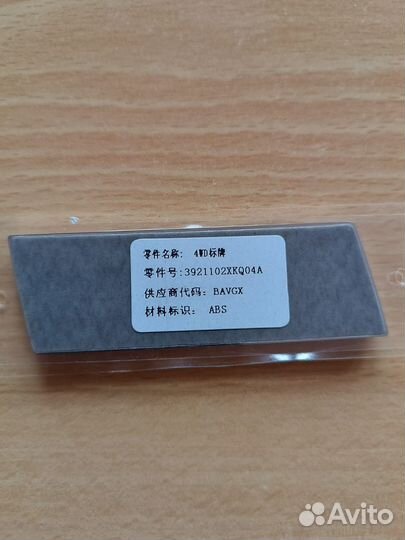 零件名称: 4WD标牌
零件号:3921102XKQ04A
供应商代码: BAVGX
材料标识: ABS
Avito